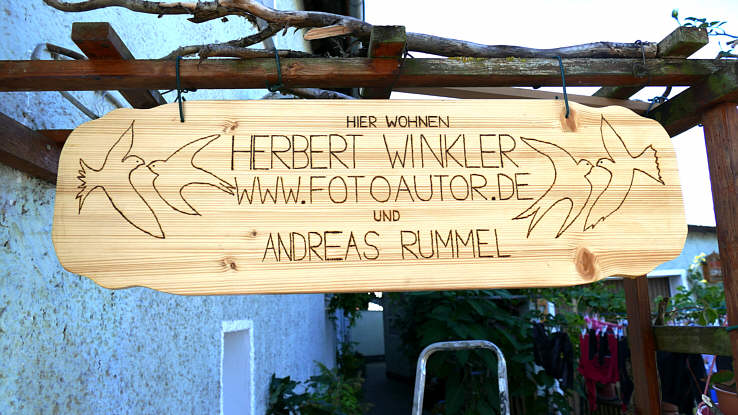 HIER WOHNEN
HERBERT WINKLER
WWW.FOTOAUTOR.DE
UND
ANDREAS RUMMEL